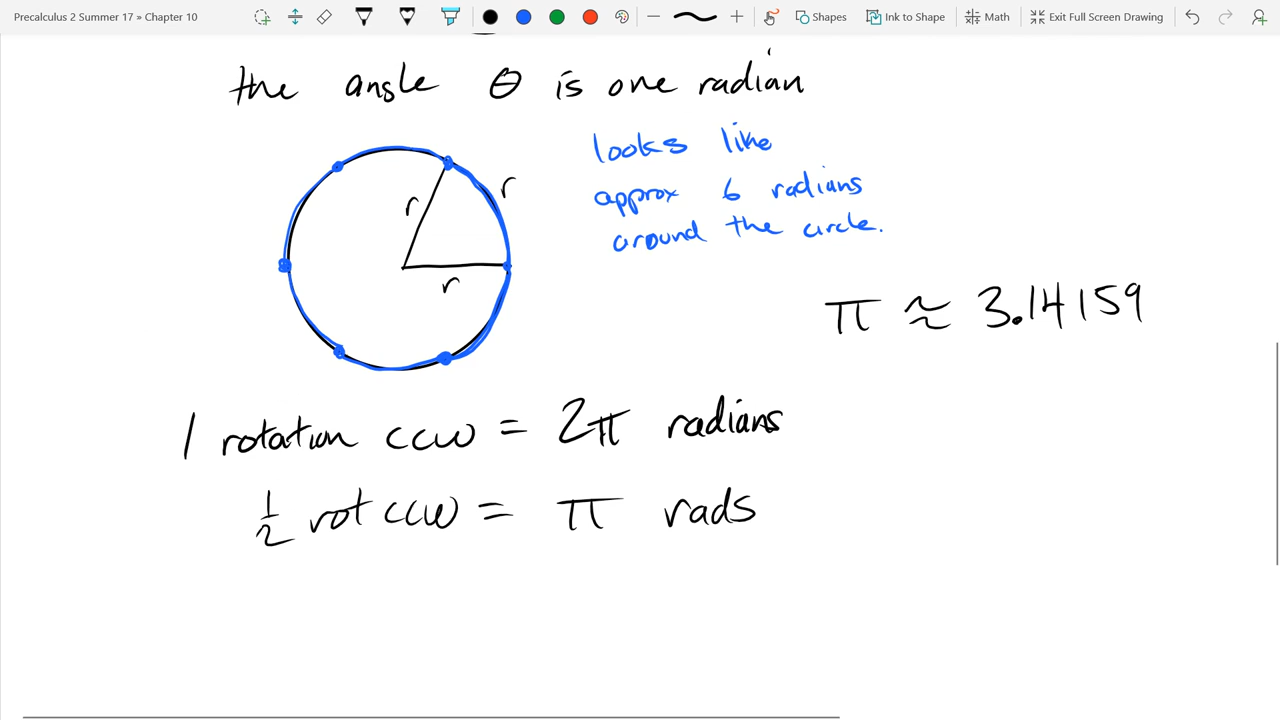 Precalculus 2 Summer 17 » Chapter 10
Shapes
Ink to Shape
Math
Exit Full Screen Drawing
the angle θ is one radian
looks like
approx 6 radians
around the circle.
r
r
r
π ≈ 3.14159
1 rotation ccw = 2π radians
1/2 rot ccw = π rads